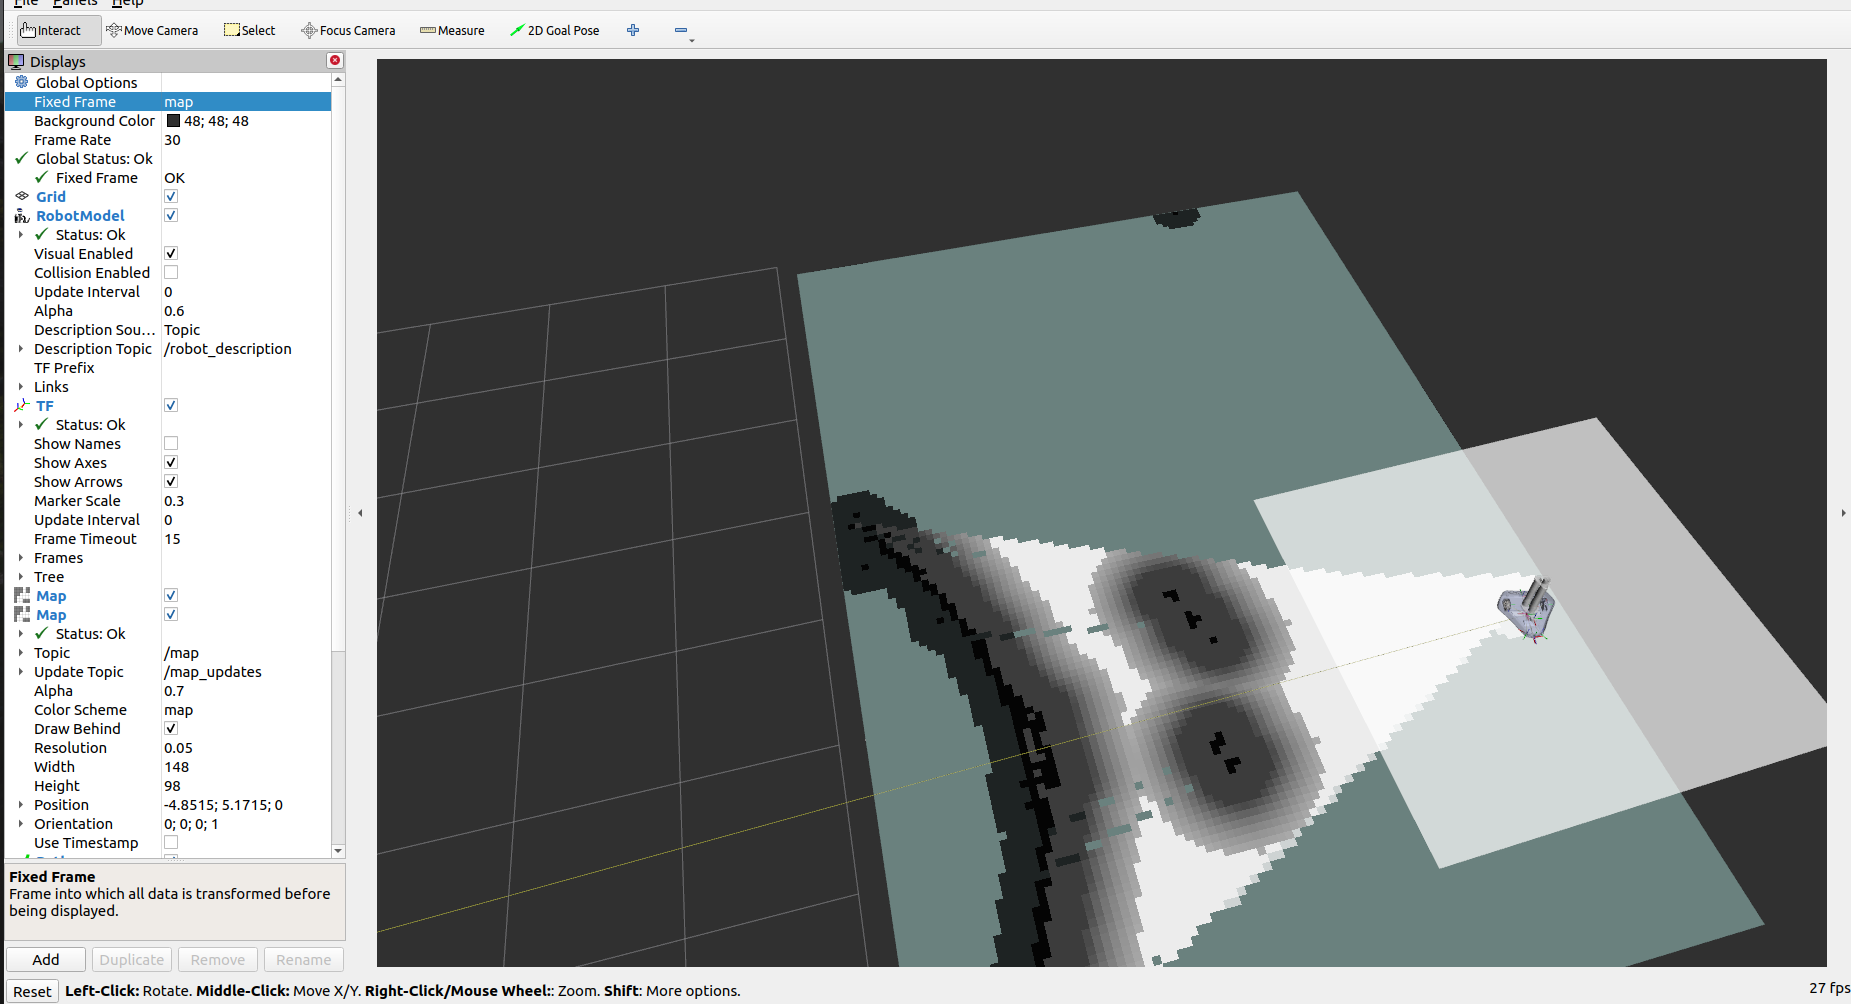 File Panels Help
Interact Move Camera Select Focus Camera Measure 2D Goal Pose
Displays
Global Options
Fixed Frame map
Background Color 48; 48; 48
Frame Rate 30
Global Status: Ok
Fixed Frame OK
Grid
RobotModel
Status: Ok
Visual Enabled
Collision Enabled
Update Interval 0
Alpha 0.6
Description Sou... Topic
Description Topic /robot_description
TF Prefix
Links
TF
Status: Ok
Show Names
Show Axes
Show Arrows
Marker Scale 0.3
Update Interval 0
Frame Timeout 15
Frames
Tree
Map
Map
Status: Ok
Topic /map
Update Topic /map_updates
Alpha 0.7
Color Scheme map
Draw Behind
Resolution 0.05
Width 148
Height 98
Position -4.8515; 5.1715; 0
Orientation 0; 0; 0; 1
Use Timestamp
Fixed Frame
Frame into which all data is transformed before
being displayed.
Add Duplicate Remove Rename
Reset Left-Click: Rotate. Middle-Click: Move X/Y. Right-Click/Mouse Wheel:: Zoom. Shift: More options. 27 fps